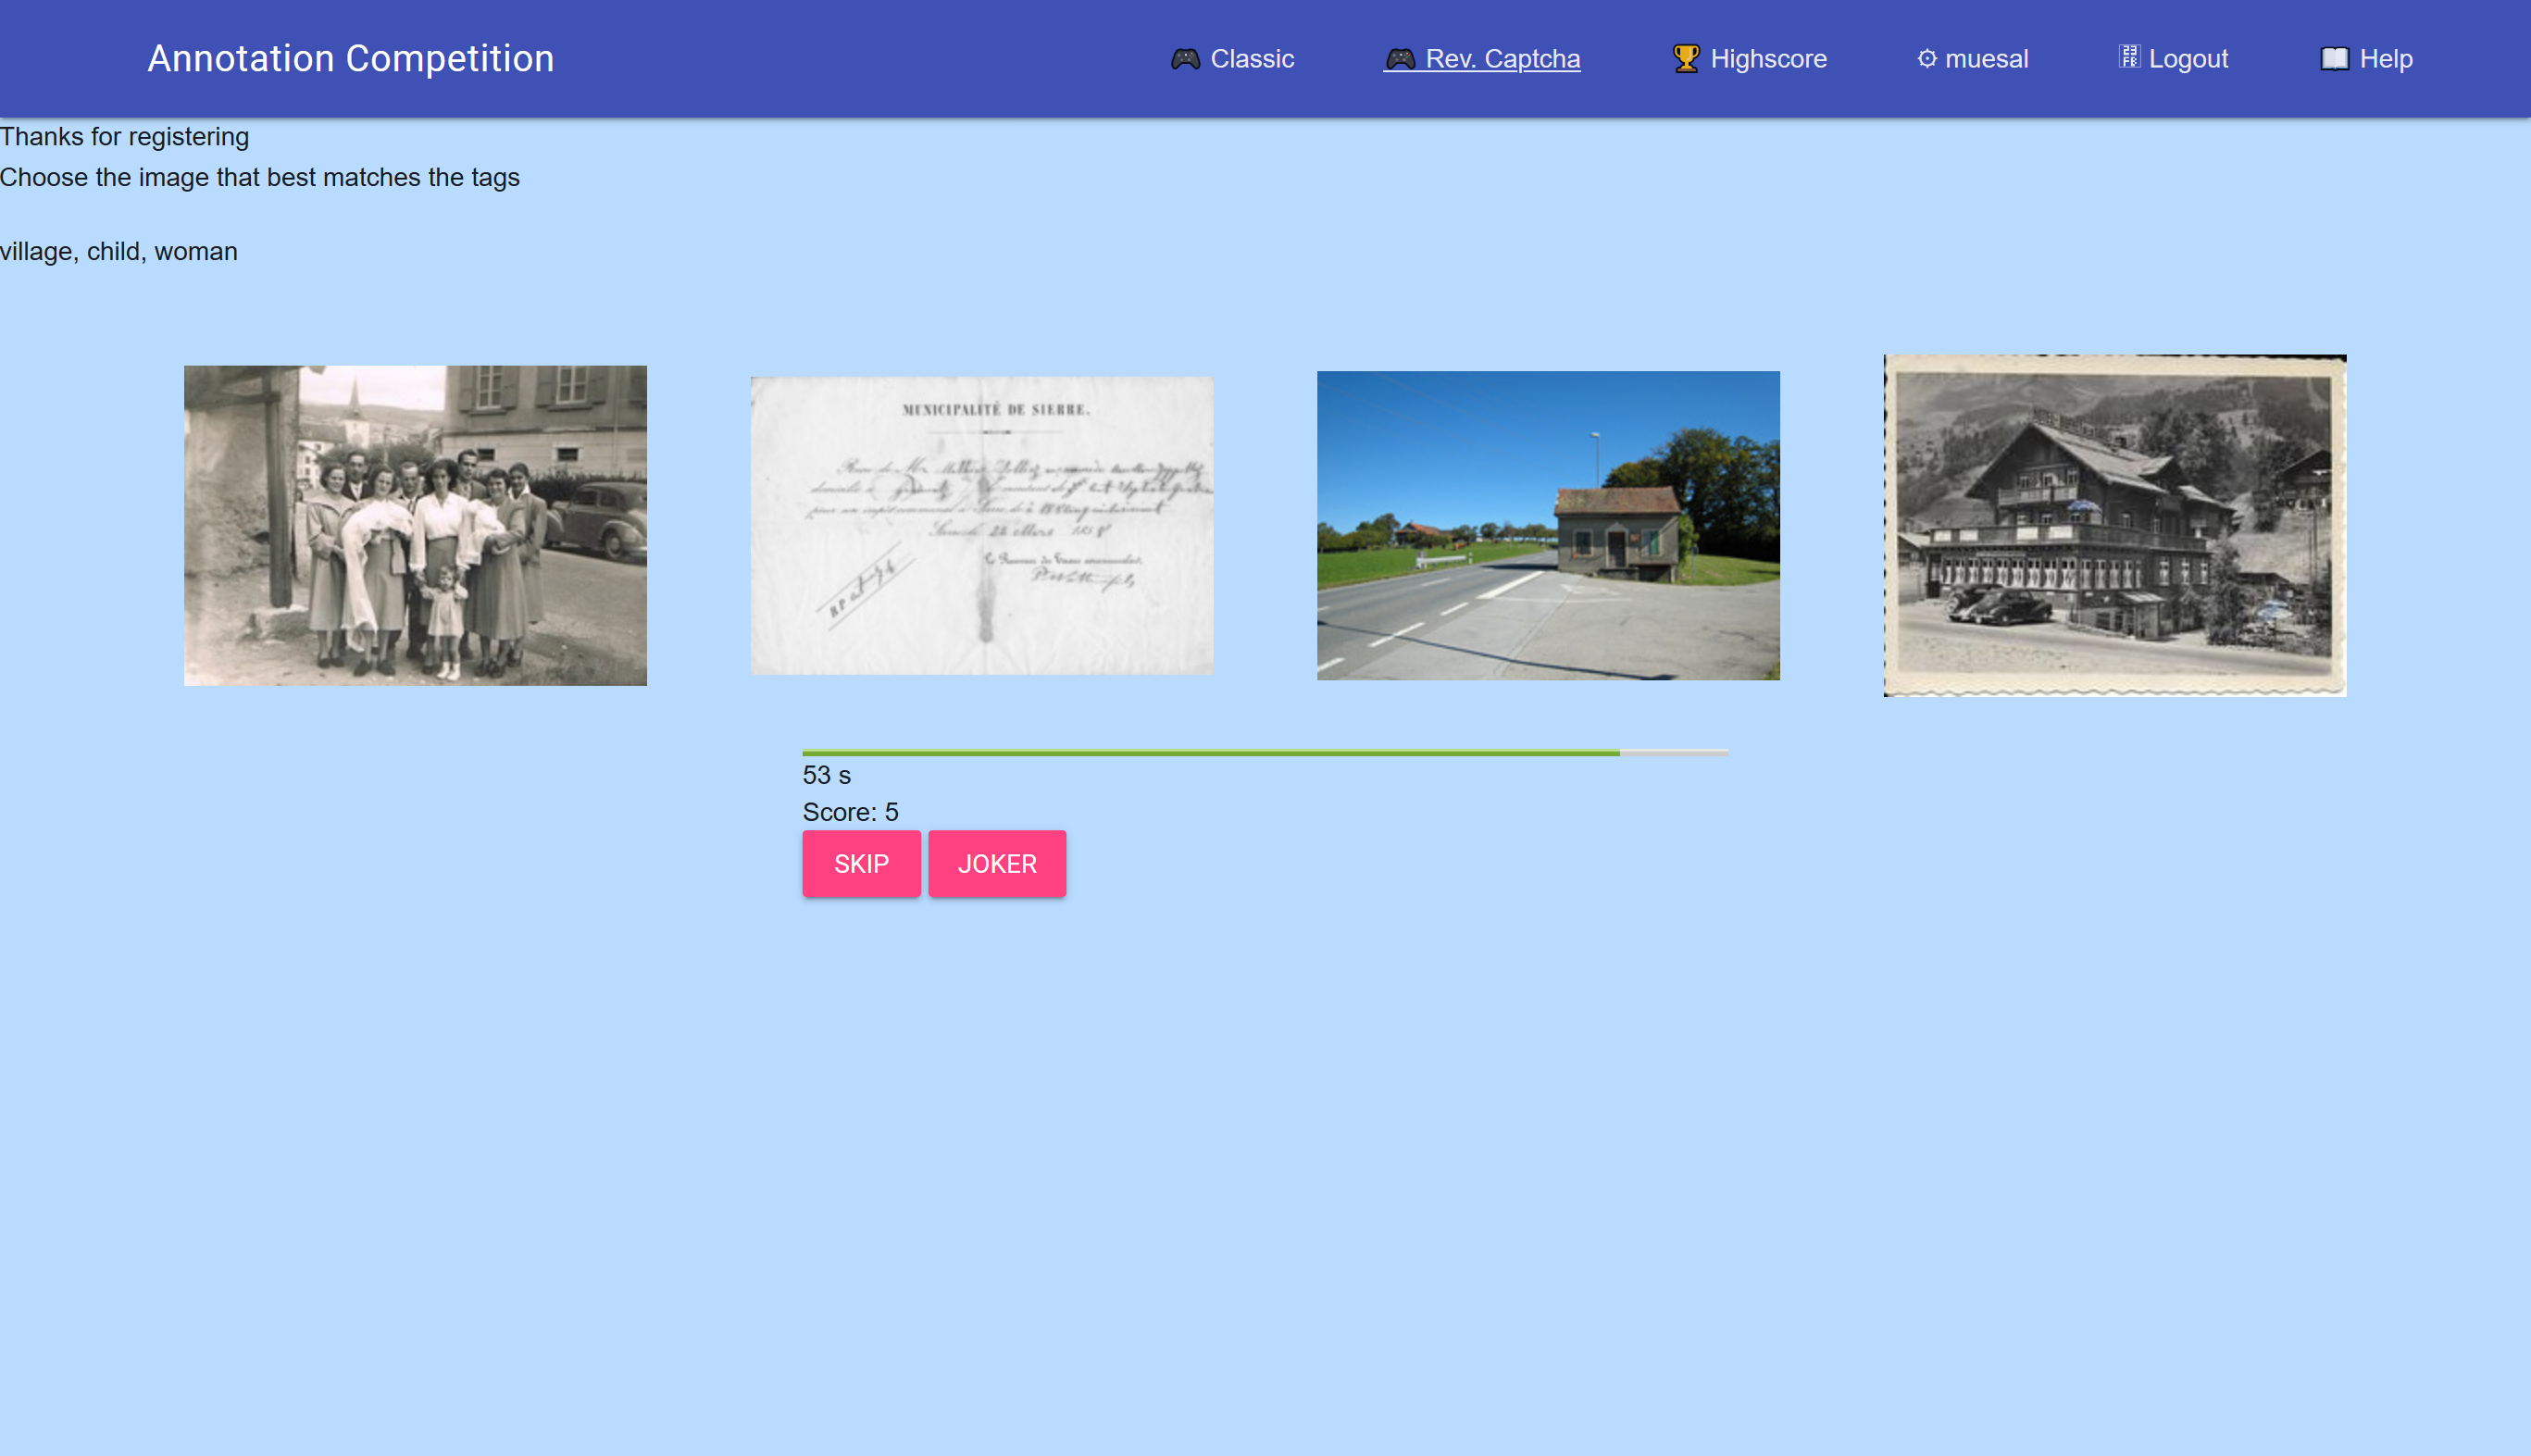 Annotation Competition
Classic
Rev. Captcha
Highscore
muesal
Logout
Help
Thanks for registering
Choose the image that best matches the tags
village, child, woman
MUNICIPALITÉ DE SIERRE.
53 s
Score: 5
SKIP
JOKER